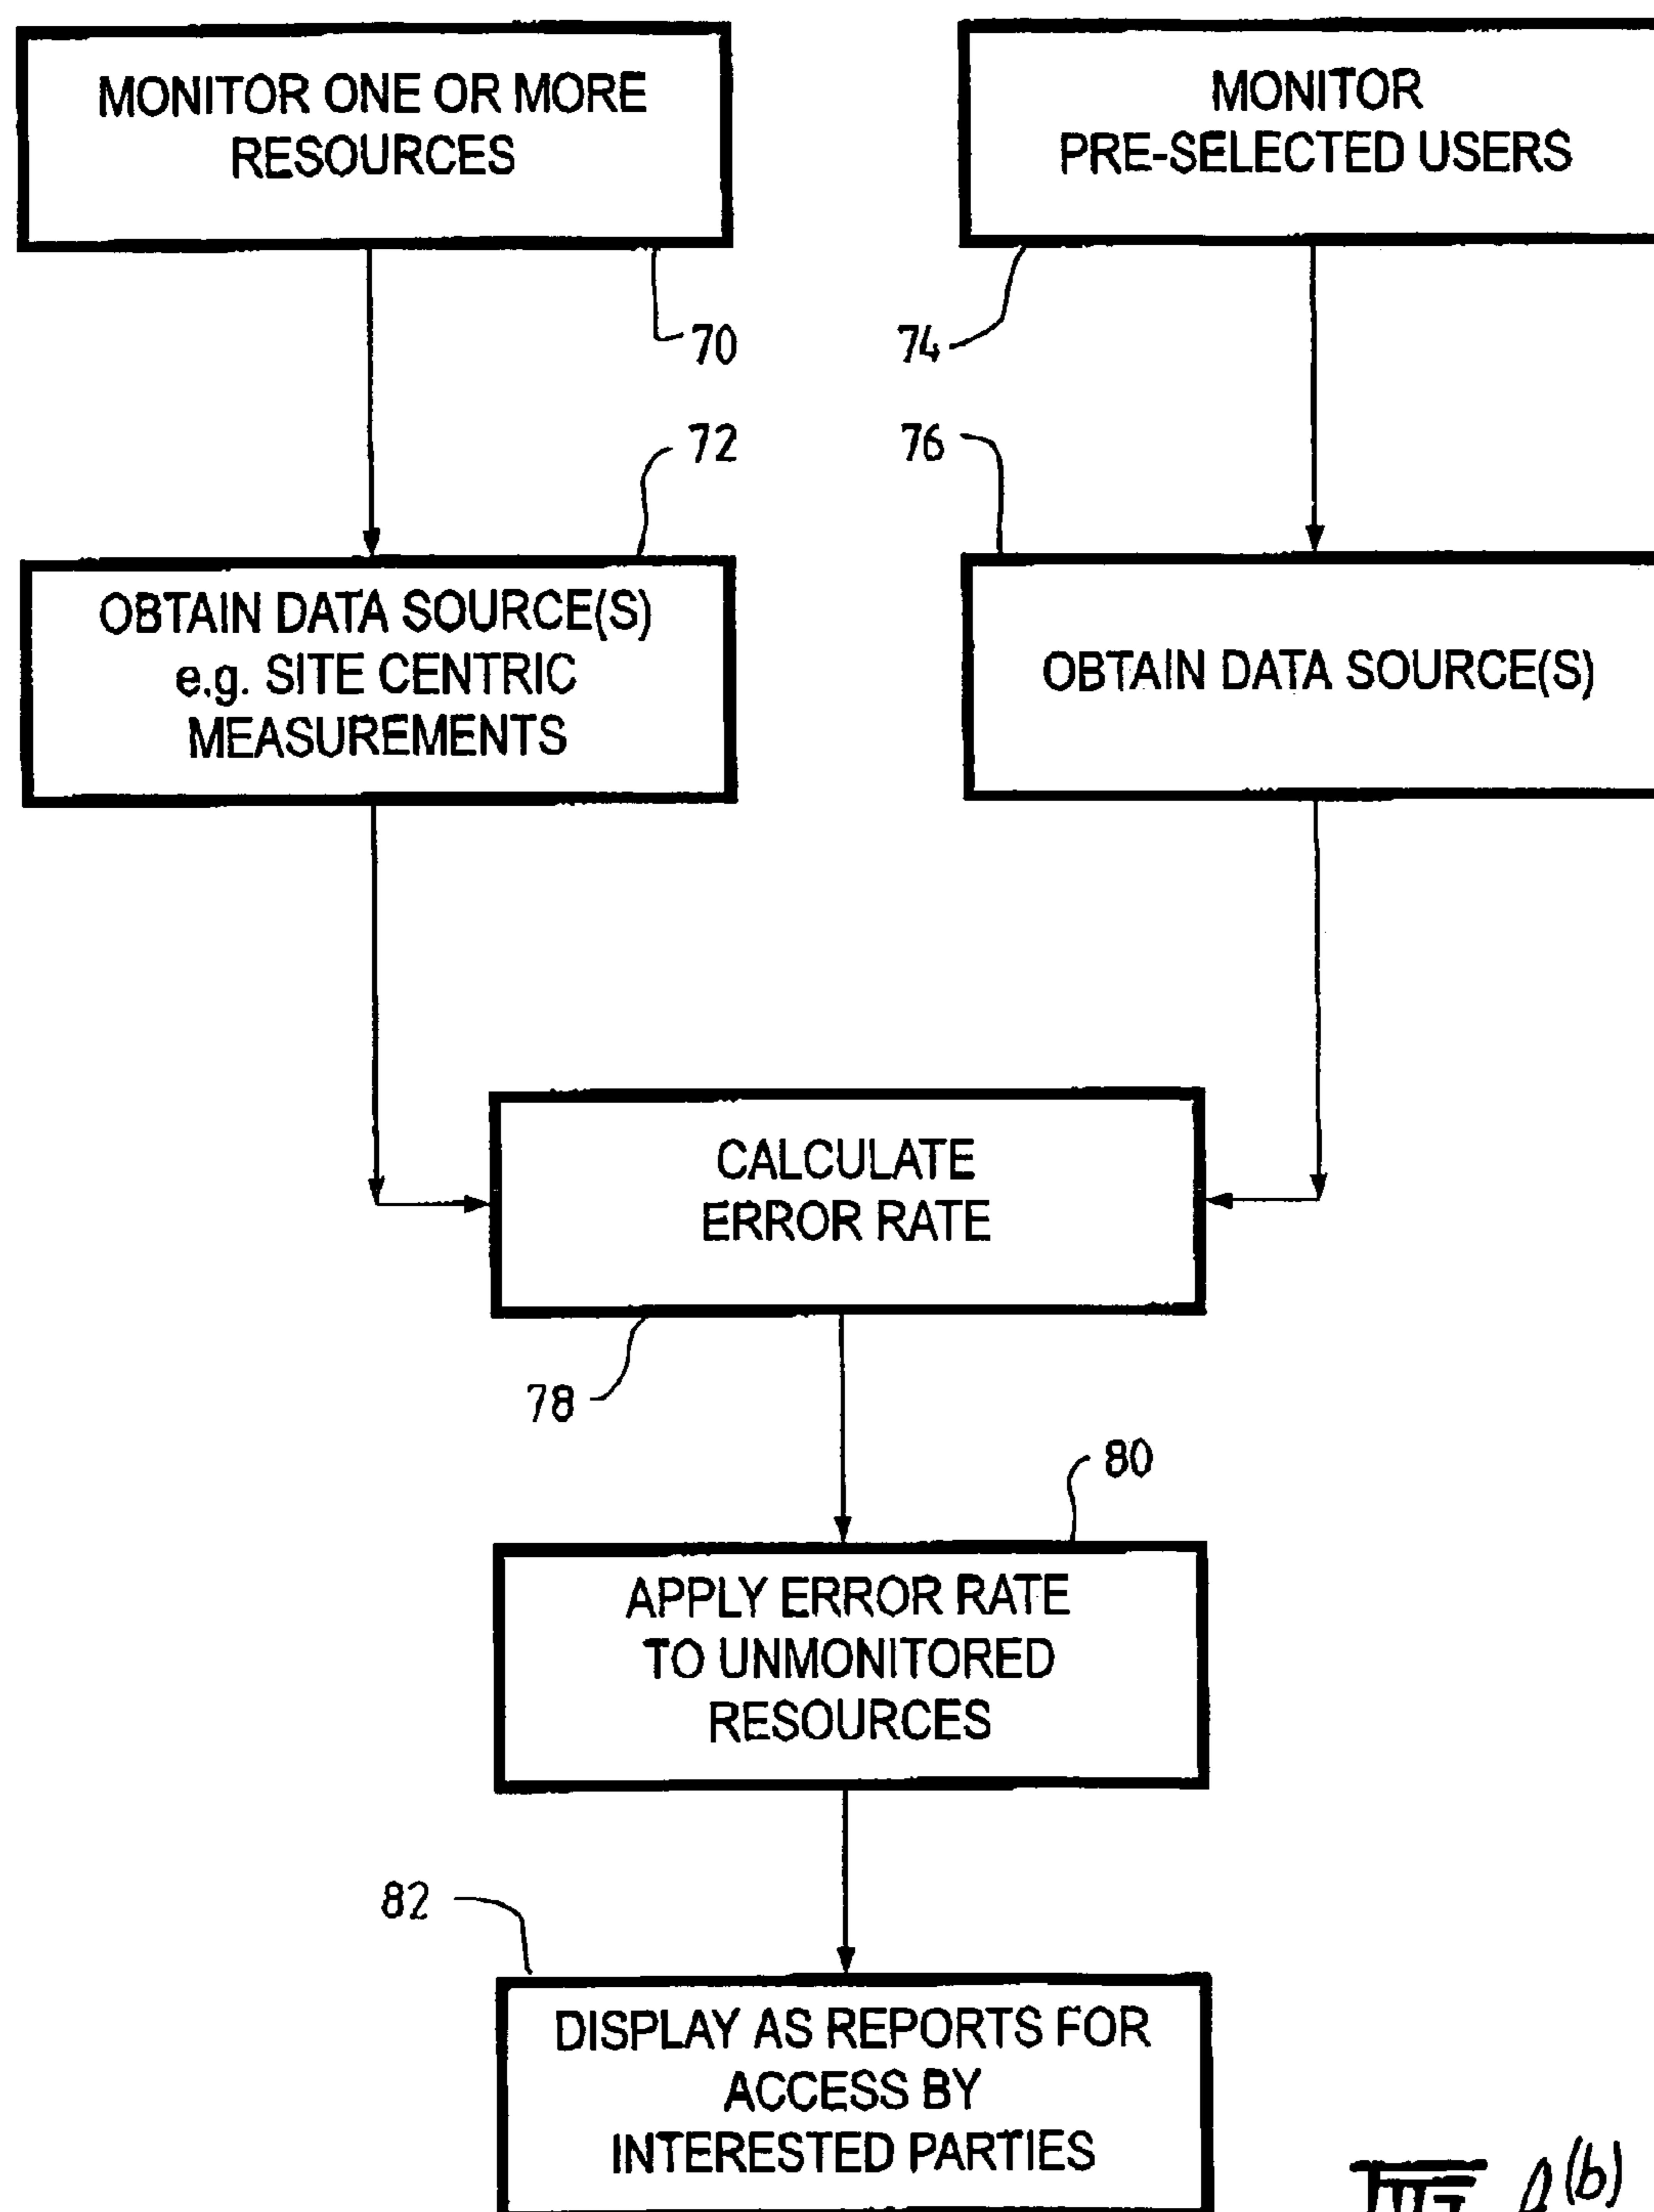 MONITOR ONE OR MORE
RESOURCES
MONITOR
PRE-SELECTED USERS
70
74
72
76
OBTAIN DATA SOURCE(S)
e.g. SITE CENTRIC
MEASUREMENTS
OBTAIN DATA SOURCE(S)
CALCULATE
ERROR RATE
78
80
APPLY ERROR RATE
TO UNMONITORED
RESOURCES
82
DISPLAY AS REPORTS FOR
ACCESS BY
INTERESTED PARTIES
(b)